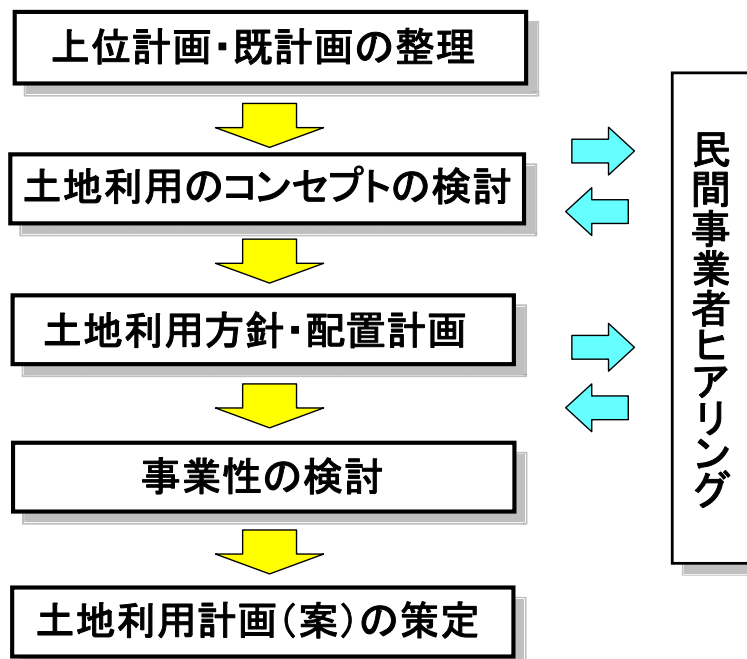 上位計画・既計画の整理
土地利用のコンセプトの検討
土地利用方針・配置計画
事業性の検討
土地利用計画(案)の策定
民間事業者ヒアリング